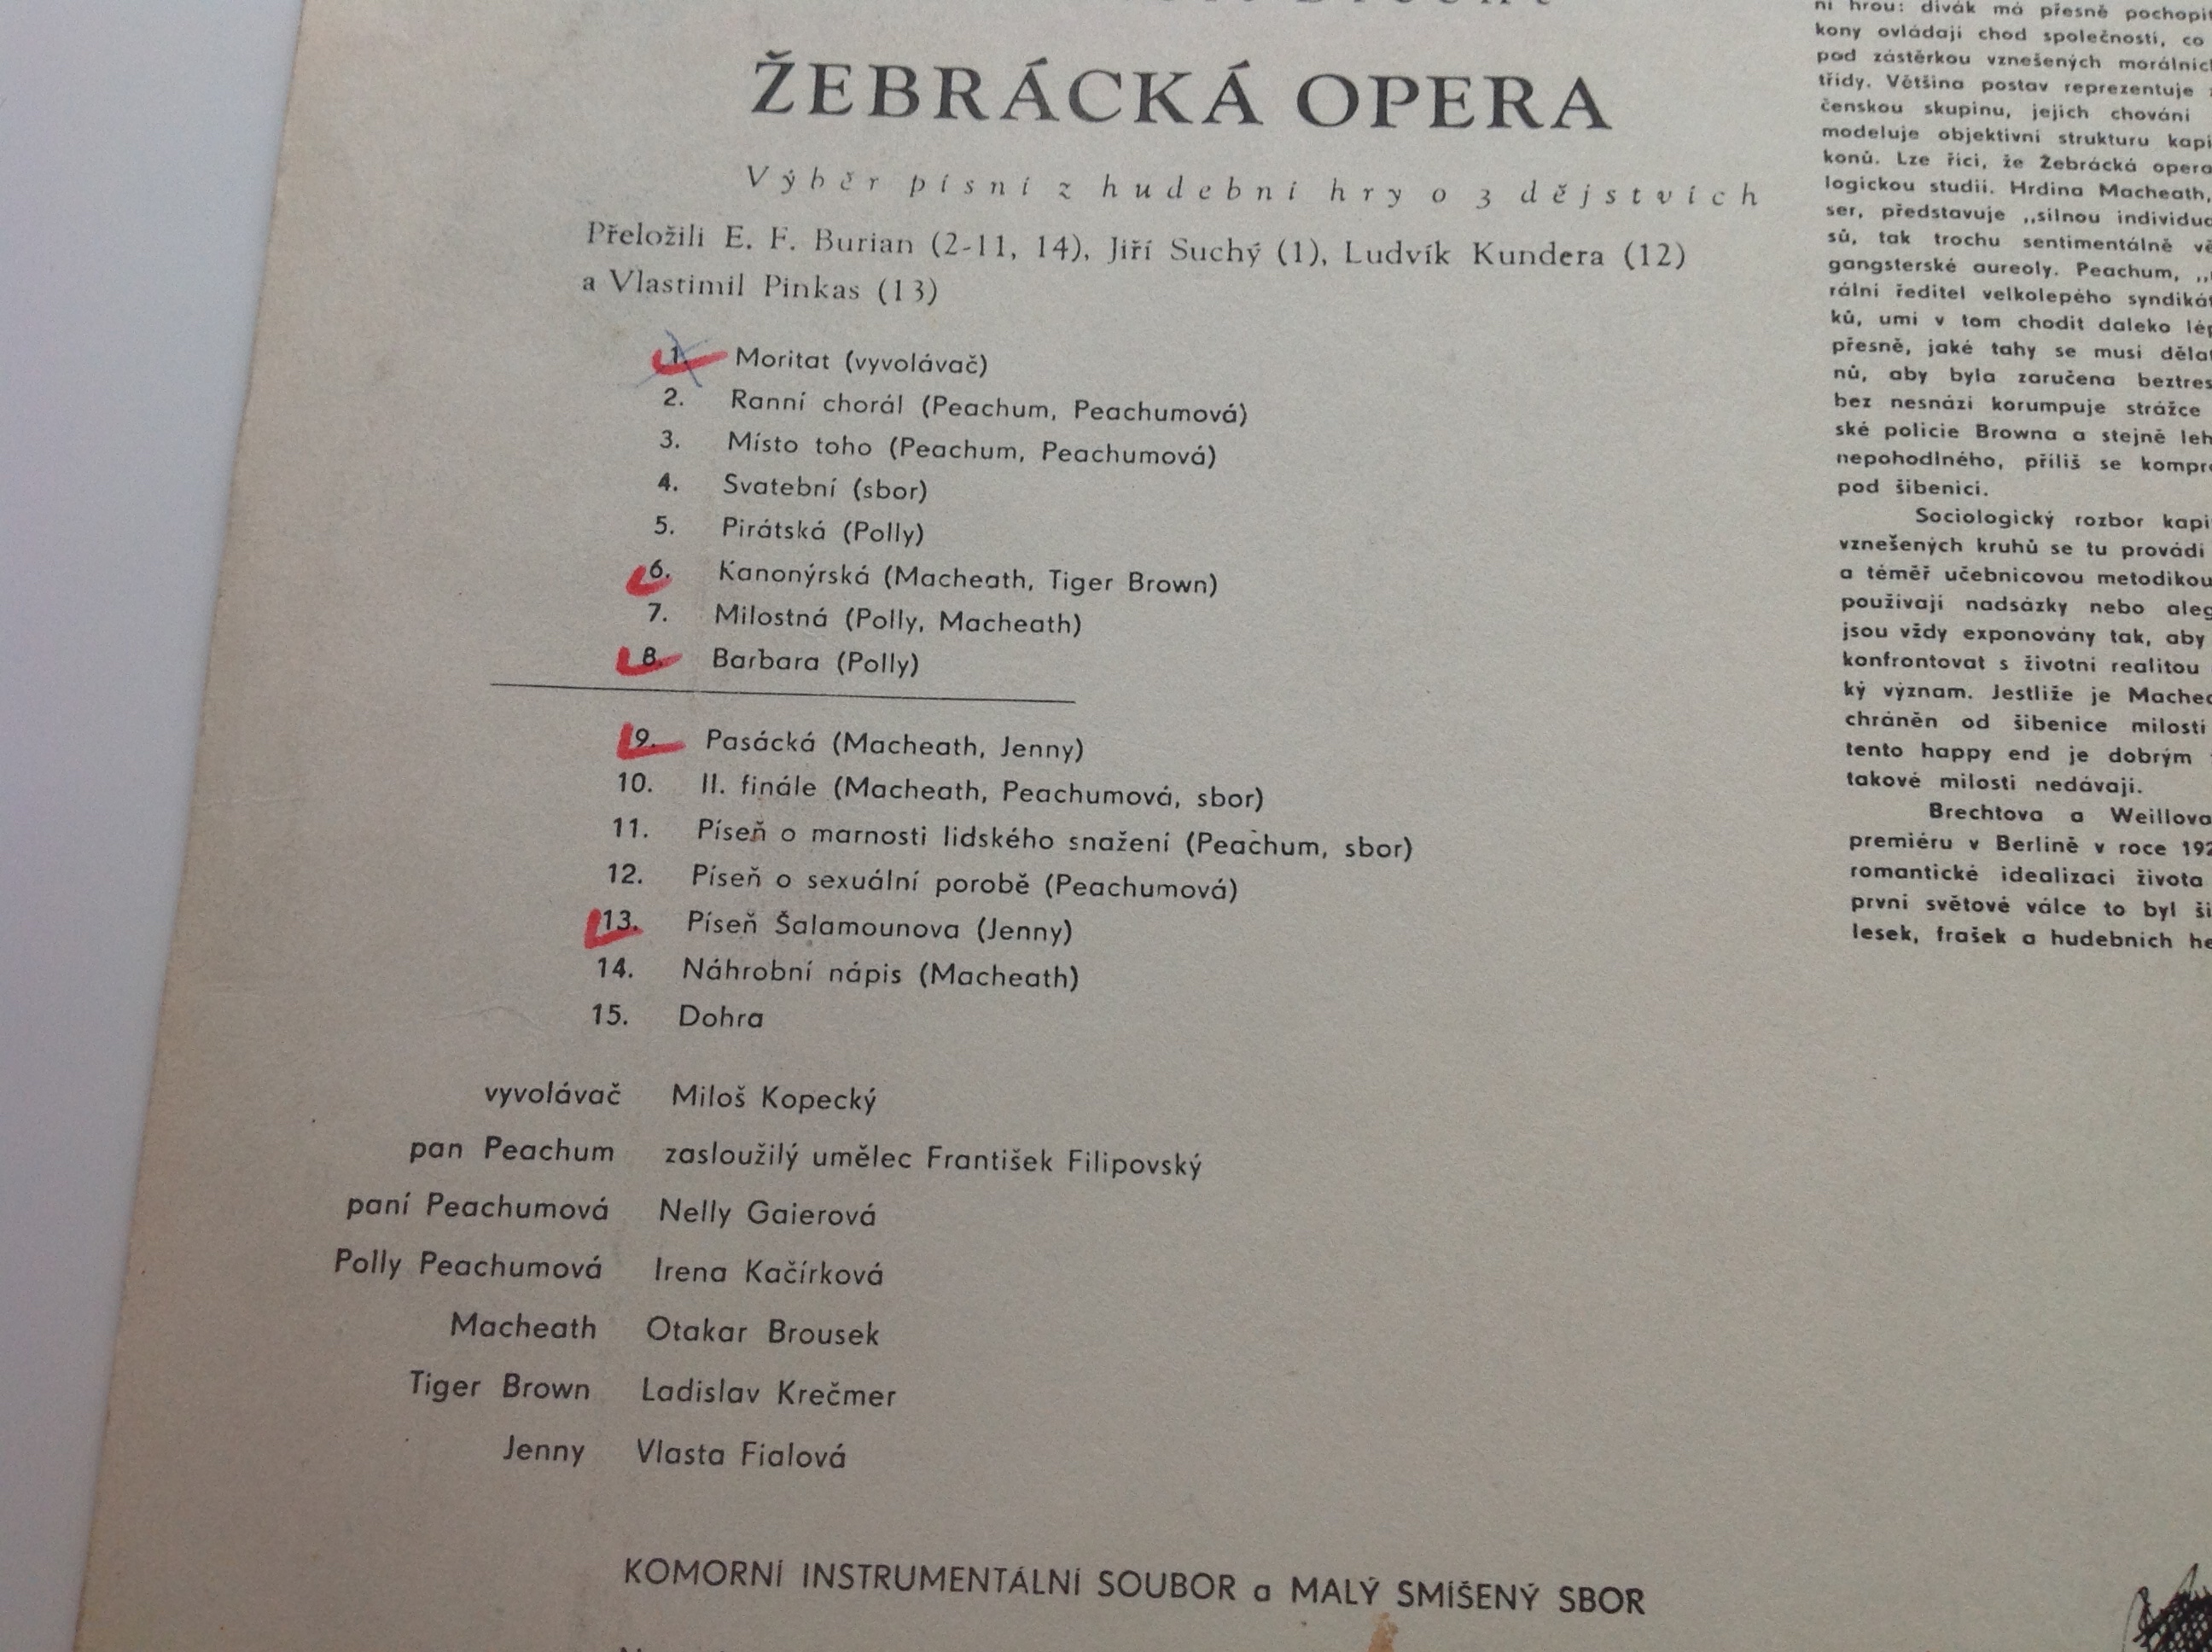 ŽEBRÁCKÁ OPERA
Výběr písní z hudební hry o 3 dějstvích
Přeložili E. F. Burian (2-11, 14), Jiří Suchý (1), Ludvík Kundera (12)
a Vlastimil Pinkas (13)
1. Moritat (vyvolávač)
2. Ranní chorál (Peachum, Peachumová)
3. Místo toho (Peachum, Peachumová)
4. Svatební (sbor)
5. Pirátská (Polly)
6. Kanonýrská (Macheath, Tiger Brown)
7. Milostná (Polly, Macheath)
8. Barbara (Polly)
9. Pasácká (Macheath, Jenny)
10. II. finále (Macheath, Peachumová, sbor)
11. Píseň o marnosti lidského snažení (Peachum, sbor)
12. Píseň o sexuální porobě (Peachumová)
13. Píseň Šalamounova (Jenny)
14. Náhrobní nápis (Macheath)
15. Dohra
vyvolávač Miloš Kopecký
pan Peachum zasloužilý umělec František Filipovský
paní Peachumová Nelly Gaierová
Polly Peachumová Irena Kačírková
Macheath Otakar Brousek
Tiger Brown Ladislav Krečmer
Jenny Vlasta Fialová
KOMORNÍ INSTRUMENTÁLNÍ SOUBOR a MALÝ SMÍŠENÝ SBOR
ní hrou: divák má přesně
kony ovládají chod společnosti, co
pod zástěrkou vznešených
třídy. Většina postav reprezentuje
čenskou skupinu, jejich chování
modeluje objektivní strukturu
konů. Lze říci, že Žebrácká opera
logickou studii. Hrdina Macheath,
ser, představuje „silnou
sů, tak trochu sentimentálně
gangsterské aureoly. Peachum,
rální ředitel velkolepého
ků, umí v tom chodit daleko
přesně, jaké tahy se musí
nů, aby byla zaručena
bez nesnází korumpuje strážce
ské policie Browna a stejně
nepohodlného, příliš se
pod šibenicí.
Sociologický rozbor
vznešených kruhů se tu provádí
a téměř učebnicovou metodikou
používají nadsázky nebo
jsou vždy exponovány tak, aby
konfrontovat s životní realitou
ký význam. Jestliže je
chráněn od šibenice milostí
tento happy end je dobrým
takové milosti nedávají.
Brechtova a Weillova
premiéru v Berlíně v roce 192
romantické idealizaci života
první světové válce to byl
lesek, frašek a hudebních